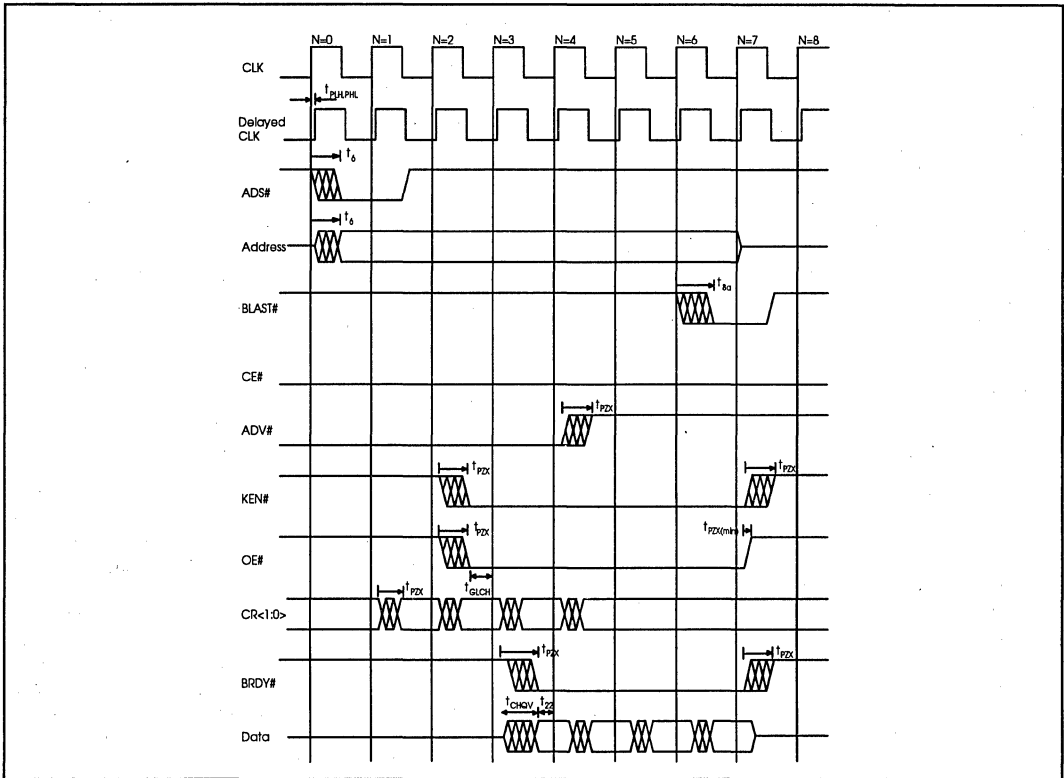 N=0 N=1 N=2 N=3 N=4 N=5 N=6 N=7 N=8
CLK
tPLH,PHL
Delayed
CLK
t6
ADS#
t6
Address
t8a
BLAST#
CE#
tPZX
ADV#
tPZX tPZX
KEN#
tPZX tPZX(min)
OE#
tGLCH
tPZX
CR<1:0>
tPZX tPZX
BRDY#
tCHQV t22
Data